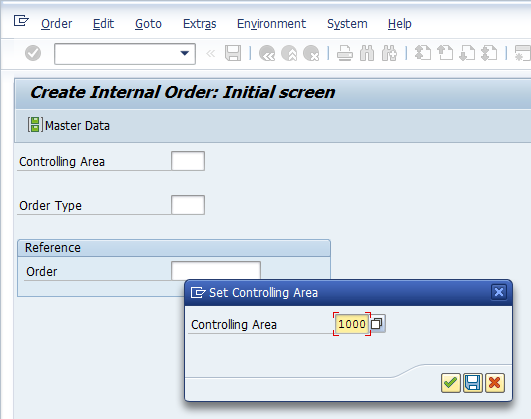 Order Edit Goto Extras Environment System Help
Create Internal Order: Initial screen
Master Data
Controlling Area
Order Type
Reference
Order
Set Controlling Area
Controlling Area 1000